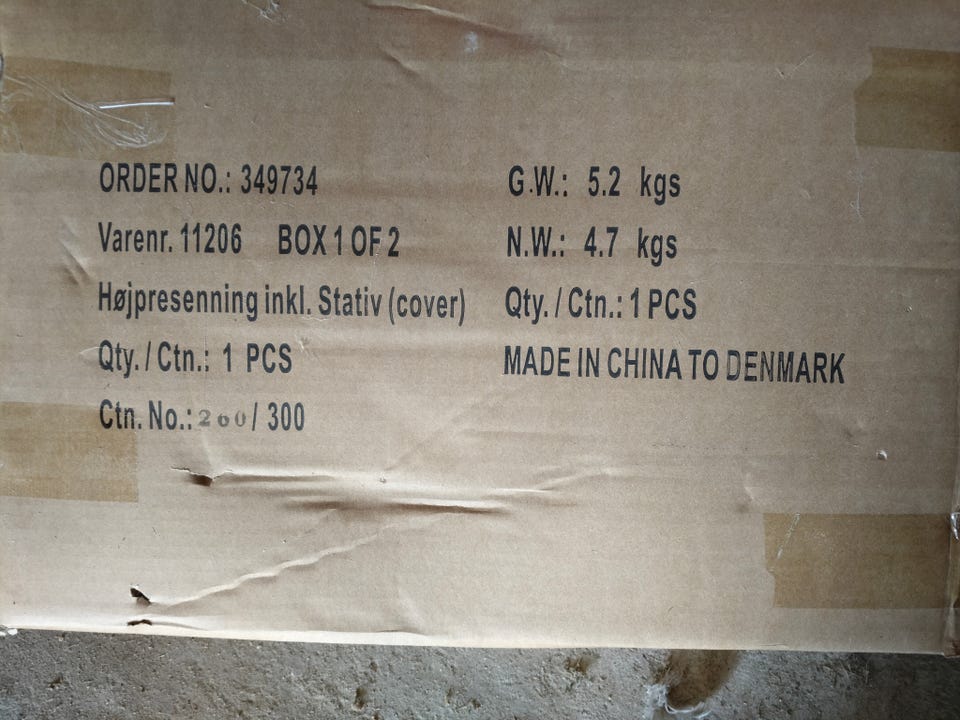 ORDER NO.: 349734
Varenr. 11206 BOX 1 OF 2
Højpresenning inkl. Stativ (cover)
Qty. / Ctn.: 1 PCS
Ctn. No.: 260 / 300
G.W.: 5.2 kgs
N.W.: 4.7 kgs
Qty. / Ctn.: 1 PCS
MADE IN CHINA TO DENMARK